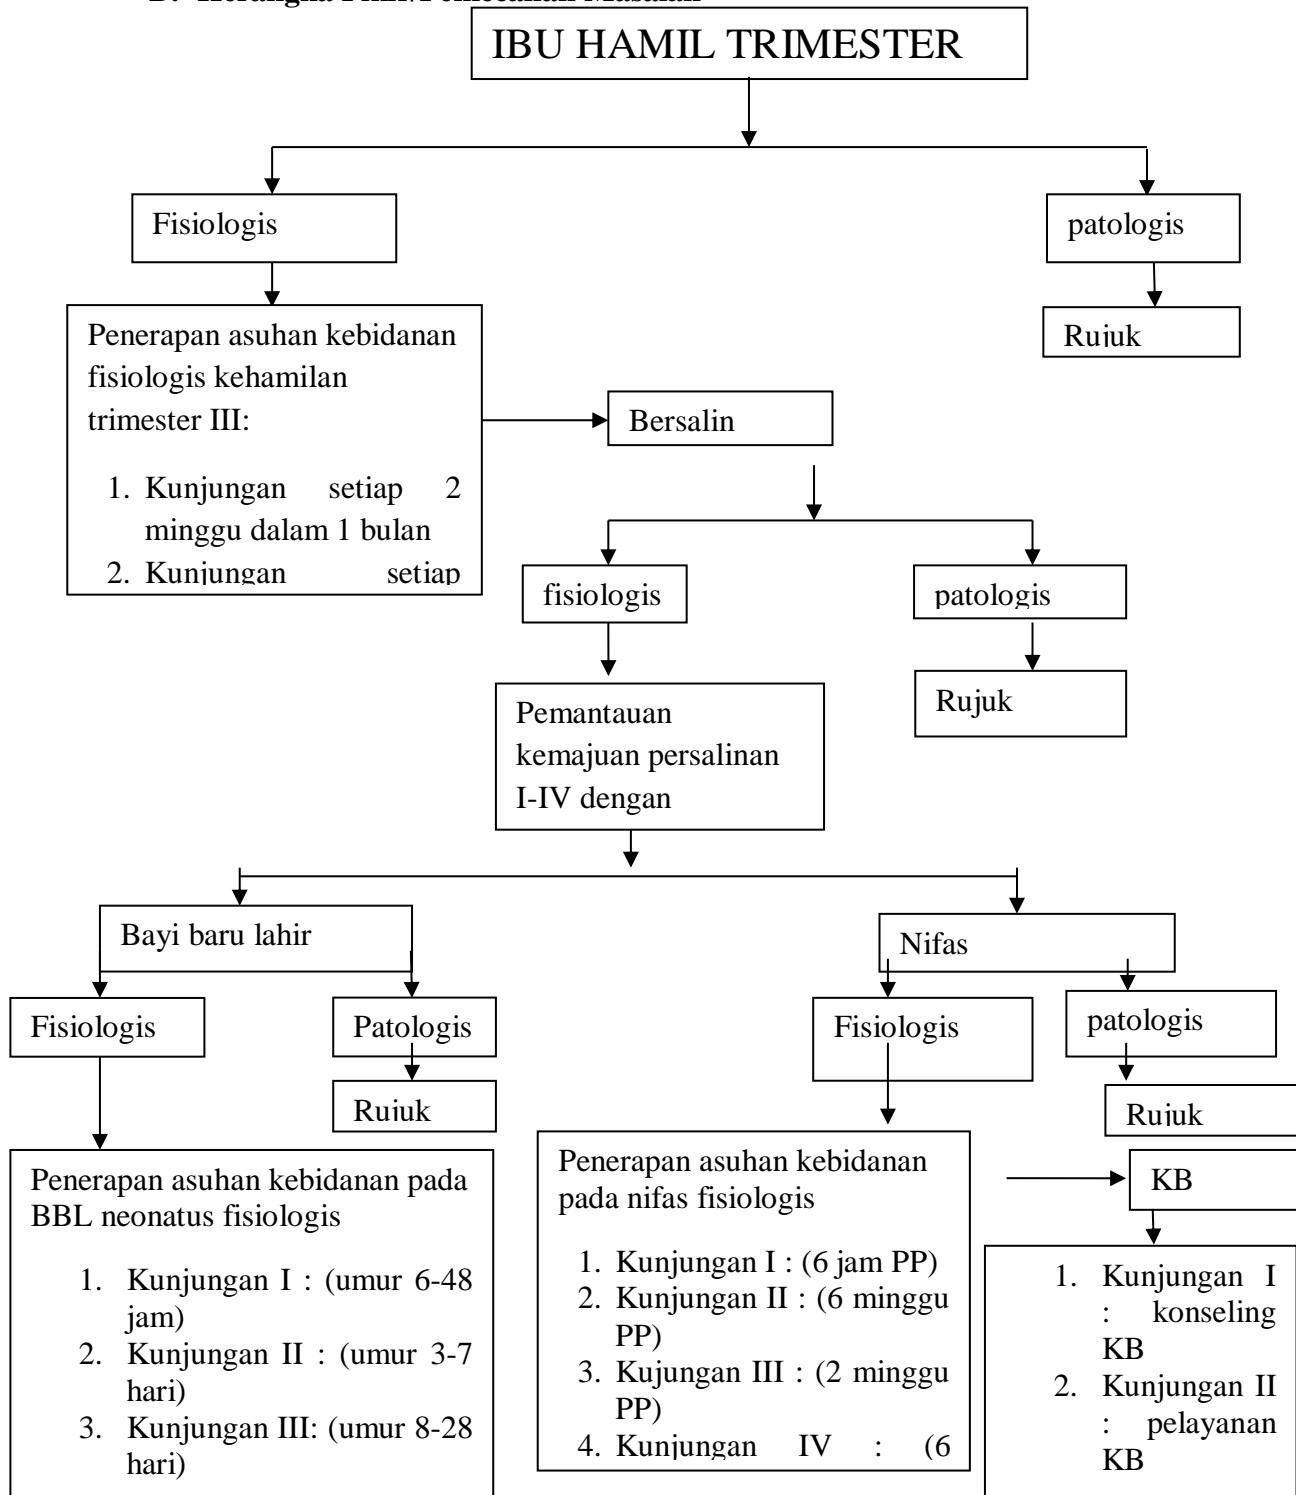 IBU HAMIL TRIMESTER
Fisiologis
patologis
Penerapan asuhan kebidanan
fisiologis kehamilan
trimester III:
1. Kunjungan setiap 2
minggu dalam 1 bulan
2. Kunjungan setiap
Rujuk
Bersalin
fisiologis
patologis
Pemantauan
kemajuan persalinan
I-IV dengan
Rujuk
Bayi baru lahir
Nifas
Fisiologis
Patologis
Fisiologis
patologis
Rujuk
Rujuk
Penerapan asuhan kebidanan pada
BBL neonatus fisiologis
1. Kunjungan I : (umur 6-48
jam)
2. Kunjungan II : (umur 3-7
hari)
3. Kunjungan III: (umur 8-28
hari)
Penerapan asuhan kebidanan
pada nifas fisiologis
1. Kunjungan I : (6 jam PP)
2. Kunjungan II : (6 minggu
PP)
3. Kujungan III : (2 minggu
PP)
4. Kunjungan IV : (6
KB
1. Kunjungan I
: konseling
KB
2. Kunjungan II
: pelayanan
KB